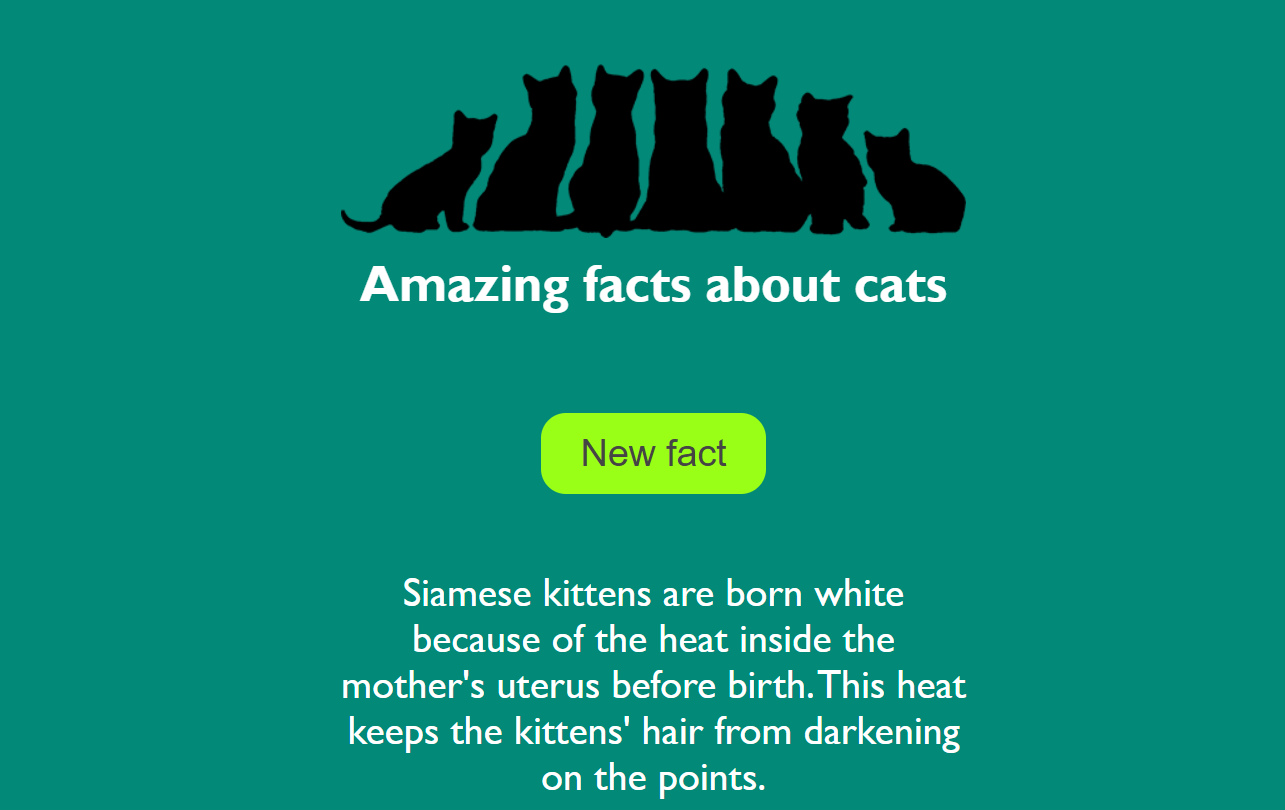 Amazing facts about cats
New fact
Siamese kittens are born white
because of the heat inside the
mother's uterus before birth. This heat
keeps the kittens' hair from darkening
on the points.